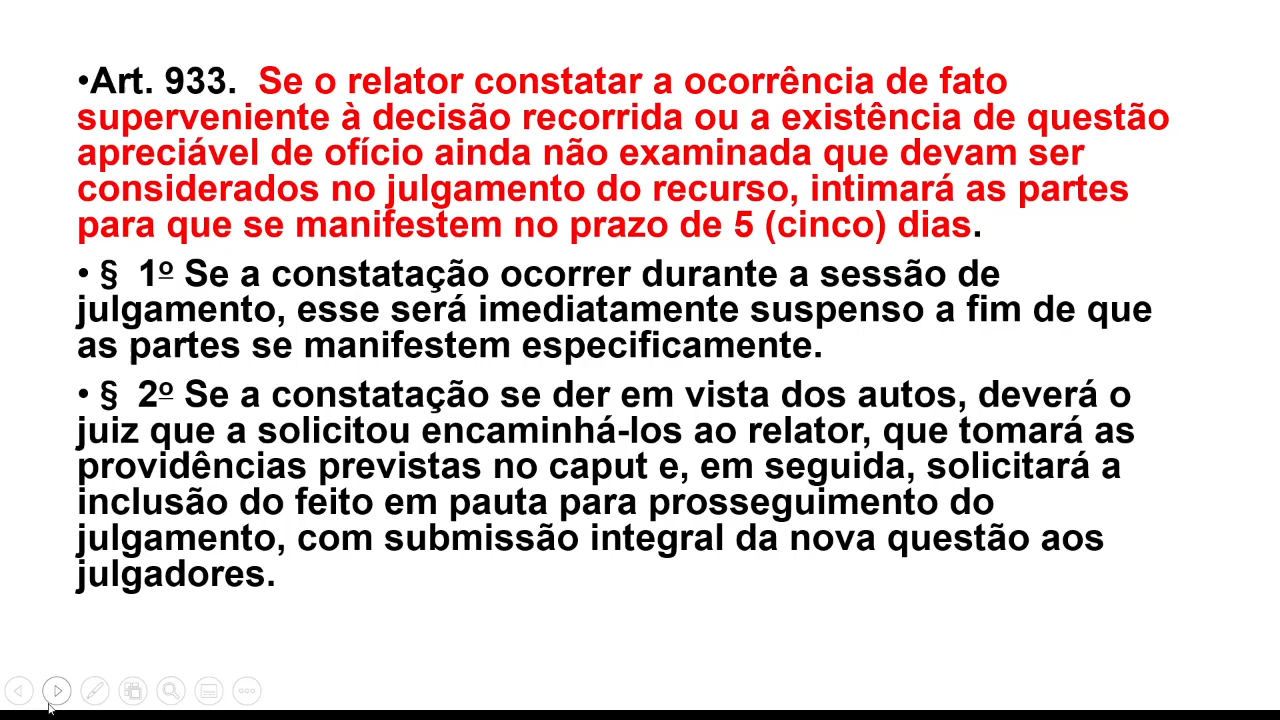 •Art. 933.  Se o relator constatar a ocorrência de fato
superveniente à decisão recorrida ou a existência de questão
apreciável de ofício ainda não examinada que devam ser
considerados no julgamento do recurso, intimará as partes
para que se manifestem no prazo de 5 (cinco) dias.
• §  1º Se a constatação ocorrer durante a sessão de
julgamento, esse será imediatamente suspenso a fim de que
as partes se manifestem especificamente.
• §  2º Se a constatação se der em vista dos autos, deverá o
juiz que a solicitou encaminhá-los ao relator, que tomará as
providências previstas no caput e, em seguida, solicitará a
inclusão do feito em pauta para prosseguimento do
julgamento, com submissão integral da nova questão aos
julgadores.